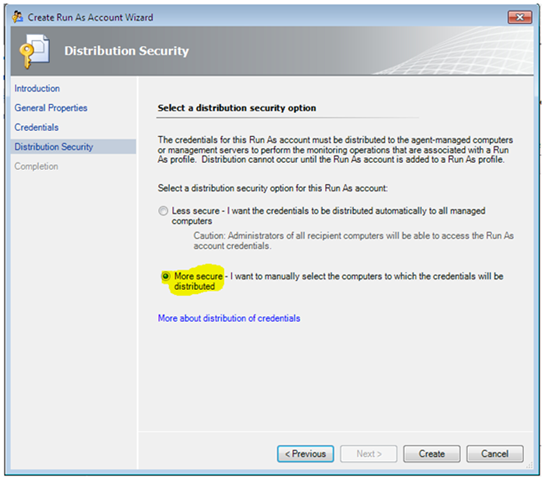 Create Run As Account Wizard
Distribution Security
Introduction
General Properties
Credentials
Distribution Security
Completion
Select a distribution security option
The credentials for this Run As account must be distributed to the agent-managed computers
or management servers to perform the monitoring operations that are associated with a Run
As profile. Distribution cannot occur until the Run As account is added to a Run As profile.
Select a distribution security option for this Run As account:
Less secure - I want the credentials to be distributed automatically to all managed
computers
Caution: Administrators of all recipient computers will be able to access the Run As
account credentials.
More secure - I want to manually select the computers to which the credentials will be
distributed
More about distribution of credentials
< Previous
Next >
Create
Cancel